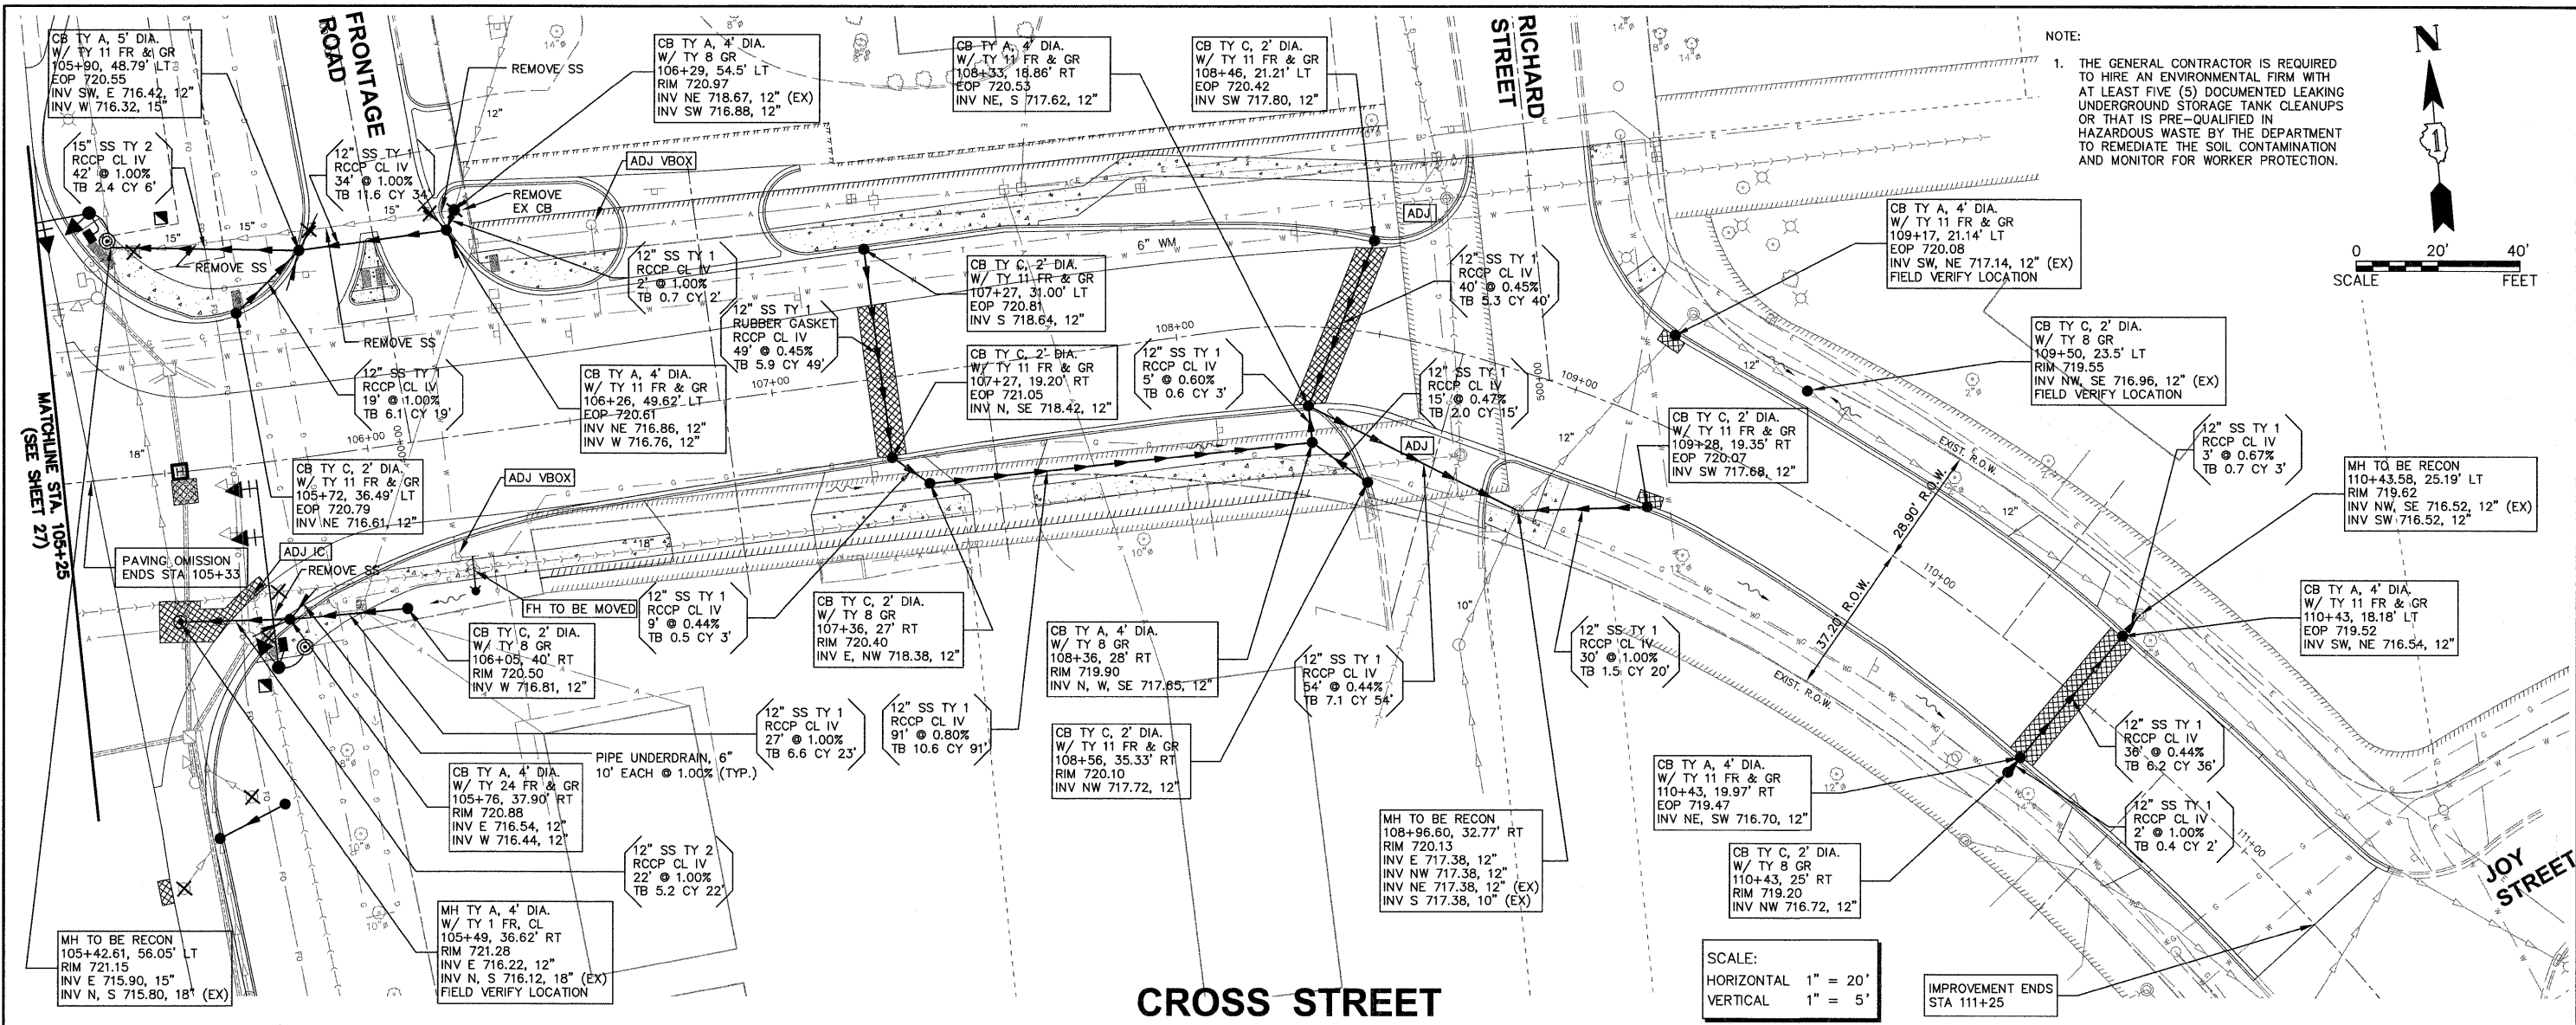 CB TY A, 5' DIA.
W/ TY 11 FR & GR
105+90, 48.79' LT
EOP 720.55
INV SW, E 716.42, 12"
INV W 716.32, 15"
15" SS TY 2
RCCP CL IV
42' @ 1.00%
TB 2.4 CY 6'
FRONTAGE
ROAD
12" SS TY 1
RCCP CL IV
34' @ 1.00%
TB 11.6 CY 34'
CB TY A, 4' DIA.
W/ TY 8 GR
106+29, 54.5' LT
RIM 720.97
INV NE 718.67, 12" (EX)
INV SW 716.88, 12"
REMOVE SS
12"
REMOVE
EX CB
ADJ VBOX
CB TY A, 4' DIA.
W/ TY 11 FR & GR
108+33, 18.86' RT
EOP 720.53
INV NE, S 717.62, 12"
CB TY C, 2' DIA.
W/ TY 11 FR & GR
108+46, 21.21' LT
EOP 720.42
INV SW 717.80, 12"
RICHARD
STREET
NOTE:
1. THE GENERAL CONTRACTOR IS REQUIRED
TO HIRE AN ENVIRONMENTAL FIRM WITH
AT LEAST FIVE (5) DOCUMENTED LEAKING
UNDERGROUND STORAGE TANK CLEANUPS
OR THAT IS PRE-QUALIFIED IN
HAZARDOUS WASTE BY THE DEPARTMENT
TO REMEDIATE THE SOIL CONTAMINATION
AND MONITOR FOR WORKER PROTECTION.
N
1
0 20' 40'
SCALE FEET
15"
15"
15"
REMOVE SS
REMOVE SS
ADJ
6" WM
12" SS TY 1
RCCP CL IV
2' @ 1.00%
TB 0.7 CY 2'
12" SS TY 1
RUBBER GASKET
RCCP CL IV
49' @ 0.45%
TB 5.9 CY 49'
CB TY C, 2' DIA.
W/ TY 11 FR & GR
107+27, 31.00' LT
EOP 720.81
INV S 718.64, 12"
12" SS TY 1
RCCP CL IV
40' @ 0.45%
TB 5.3 CY 40'
CB TY A, 4' DIA.
W/ TY 11 FR & GR
109+17, 21.14' LT
EOP 720.08
INV SW, NE 717.14, 12" (EX)
FIELD VERIFY LOCATION
CB TY C, 2' DIA.
W/ TY 8 GR
109+50, 23.5' LT
RIM 719.55
INV NW, SE 716.96, 12" (EX)
FIELD VERIFY LOCATION
MATCHLINE STA. 105+25
(SEE SHEET 27)
12" SS TY 1
RCCP CL IV
19' @ 1.00%
TB 6.1 CY 19'
CB TY A, 4' DIA.
W/ TY 11 FR & GR
106+26, 49.62' LT
EOP 720.61
INV NE 716.86, 12"
INV W 716.76, 12"
106+00
107+00
108+00
109+00
50+00
CB TY C, 2' DIA.
W/ TY 11 FR & GR
107+27, 19.20' RT
EOP 721.05
INV N, SE 718.42, 12"
12" SS TY 1
RCCP CL IV
5' @ 0.60%
TB 0.6 CY 3'
12" SS TY 1
RCCP CL IV
15' @ 0.47%
TB 2.0 CY 15'
12"
18"
CB TY C, 2' DIA.
W/ TY 11 FR & GR
105+72, 36.49' LT
EOP 720.79
INV NE 716.61, 12"
ADJ VBOX
ADJ
CB TY C, 2' DIA.
W/ TY 11 FR & GR
109+28, 19.35' RT
EOP 720.07
INV SW 717.68, 12"
12"
EXIST. R.O.W.
28.90' R.O.W.
12"
12" SS TY 1
RCCP CL IV
3' @ 0.67%
TB 0.7 CY 3'
MH TO BE RECON
110+43.58, 25.19' LT
RIM 719.62
INV NW, SE 716.52, 12" (EX)
INV SW 716.52, 12"
PAVING OMISSION
ENDS STA 105+33
ADJ IC
REMOVE SS
18"
FH TO BE MOVED
12" SS TY 1
RCCP CL IV
9' @ 0.44%
TB 0.5 CY 3'
CB TY C, 2' DIA.
W/ TY 8 GR
107+36, 27' RT
RIM 720.40
INV E, NW 718.38, 12"
10"
110+00
37.20' R.O.W.
EXIST. R.O.W.
CB TY A, 4' DIA.
W/ TY 11 FR & GR
110+43, 18.18' LT
EOP 719.52
INV SW, NE 716.54, 12"
CB TY C, 2' DIA.
W/ TY 8 GR
106+05, 40' RT
RIM 720.50
INV W 716.81, 12"
CB TY A, 4' DIA.
W/ TY 8 GR
108+36, 28' RT
RIM 719.90
INV N, W, SE 717.65, 12"
12" SS TY 1
RCCP CL IV
54' @ 0.44%
TB 7.1 CY 54'
12" SS TY 1
RCCP CL IV
30' @ 1.00%
TB 1.5 CY 20'
12" SS TY 1
RCCP CL IV
27' @ 1.00%
TB 6.6 CY 23'
12" SS TY 1
RCCP CL IV
91' @ 0.80%
TB 10.6 CY 91'
CB TY C, 2' DIA.
W/ TY 11 FR & GR
108+56, 35.33' RT
RIM 720.10
INV NW 717.72, 12"
PIPE UNDERDRAIN, 6"
10' EACH @ 1.00% (TYP.)
CB TY A, 4' DIA.
W/ TY 24 FR & GR
105+76, 37.90' RT
RIM 720.88
INV E 716.54, 12"
INV W 716.44, 12"
CB TY A, 4' DIA.
W/ TY 11 FR & GR
110+43, 19.97' RT
EOP 719.47
INV NE, SW 716.70, 12"
12" SS TY 1
RCCP CL IV
36' @ 0.44%
TB 6.2 CY 36'
12" SS TY 1
RCCP CL IV
2' @ 1.00%
TB 0.4 CY 2'
111+00
JOY
STREET
12" SS TY 2
RCCP CL IV
22' @ 1.00%
TB 5.2 CY 22'
MH TO BE RECON
108+96.60, 32.77' RT
RIM 720.13
INV E 717.38, 12"
INV NW 717.38, 12"
INV NE 717.38, 12" (EX)
INV S 717.38, 10" (EX)
CB TY C, 2' DIA.
W/ TY 8 GR
110+43, 25' RT
RIM 719.20
INV NW 716.72, 12"
MH TO BE RECON
105+42.61, 56.05' LT
RIM 721.15
INV E 715.90, 15"
INV N, S 715.80, 18" (EX)
MH TY A, 4' DIA.
W/ TY 1 FR, CL
105+49, 36.62' RT
RIM 721.28
INV E 716.22, 12"
INV N, S 716.12, 18" (EX)
FIELD VERIFY LOCATION
CROSS STREET
SCALE:
HORIZONTAL 1" = 20'
VERTICAL 1" = 5'
IMPROVEMENT ENDS
STA 111+25